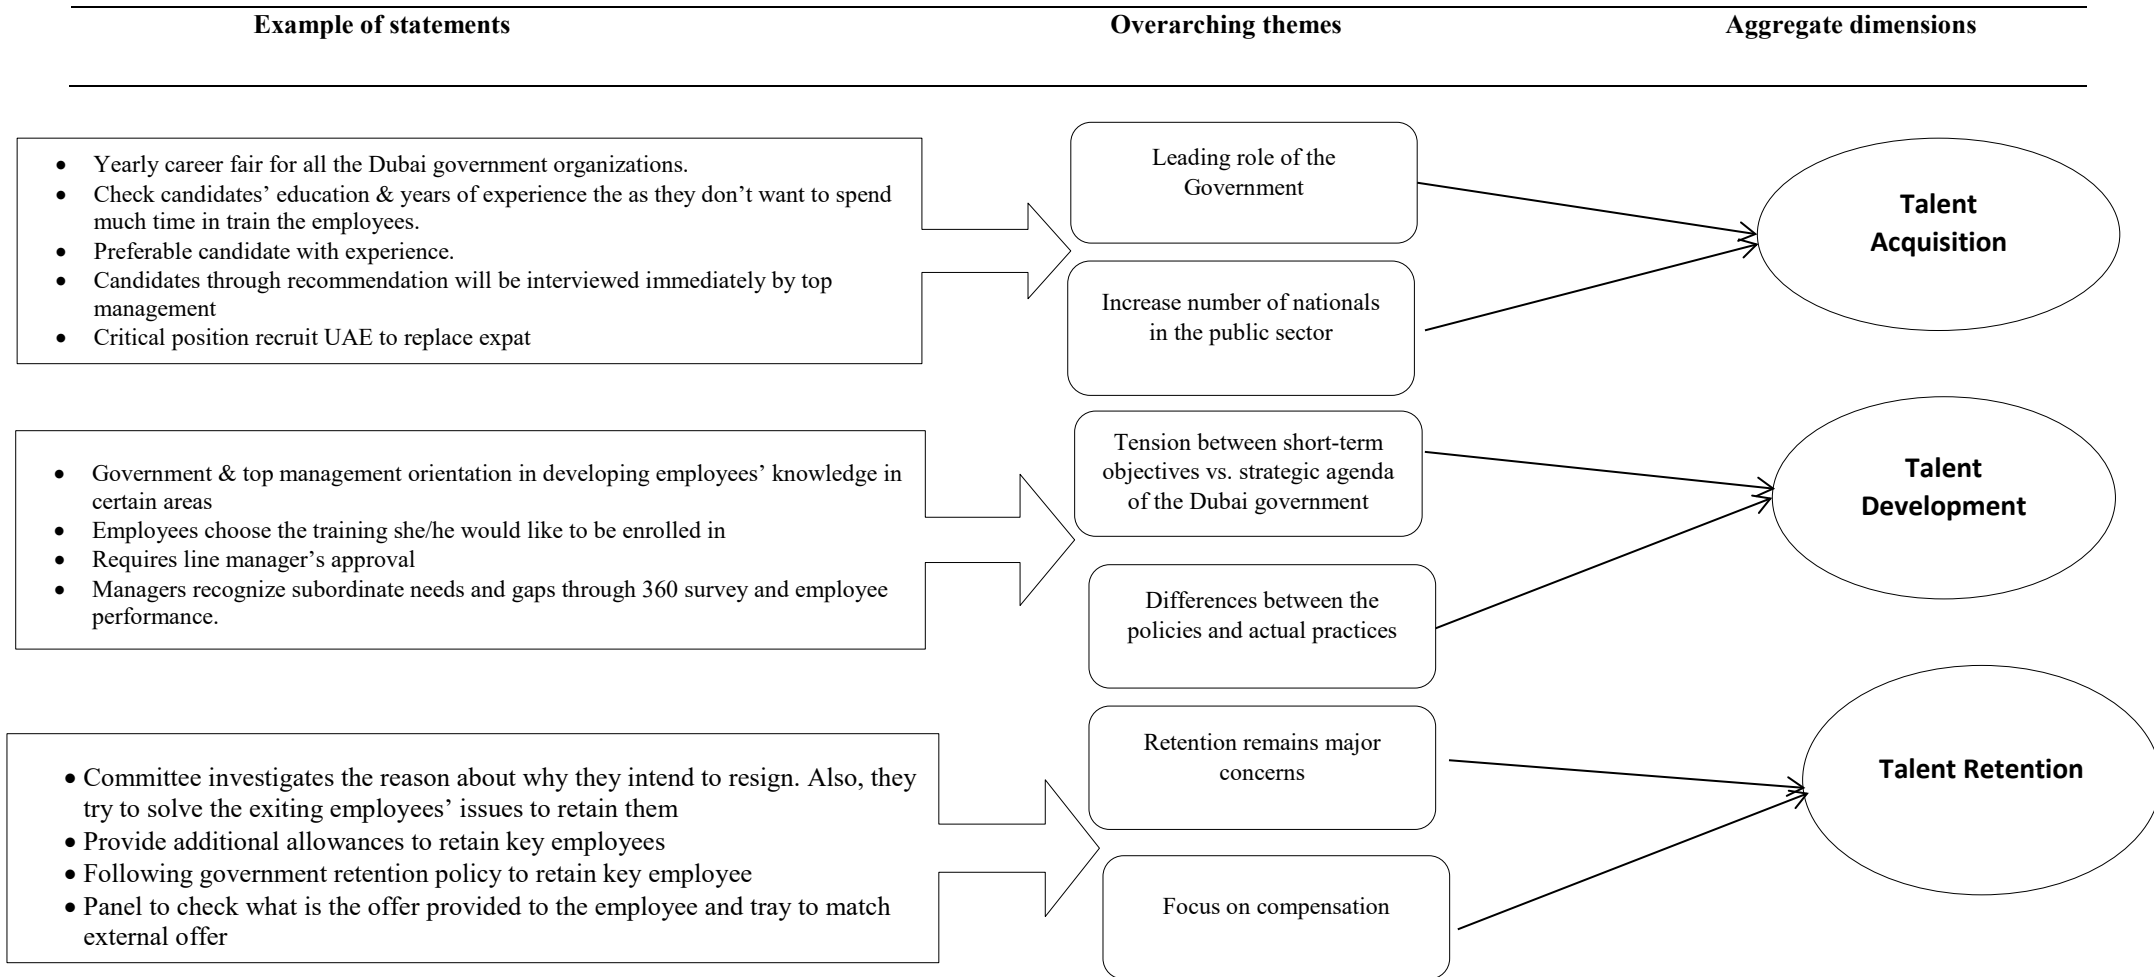 Example of statements
Overarching themes
Aggregate dimensions
• Yearly career fair for all the Dubai government organizations.
• Check candidates’ education & years of experience the as they don’t want to spend
much time in train the employees.
• Preferable candidate with experience.
• Candidates through recommendation will be interviewed immediately by top
management
• Critical position recruit UAE to replace expat
Leading role of the
Government
Increase number of nationals
in the public sector
Talent
Acquisition
• Government & top management orientation in developing employees’ knowledge in
certain areas
• Employees choose the training she/he would like to be enrolled in
• Requires line manager’s approval
• Managers recognize subordinate needs and gaps through 360 survey and employee
performance.
Tension between short-term
objectives vs. strategic agenda
of the Dubai government
Differences between the
policies and actual practices
Talent
Development
• Committee investigates the reason about why they intend to resign. Also, they
try to solve the exiting employees’ issues to retain them
• Provide additional allowances to retain key employees
• Following government retention policy to retain key employee
• Panel to check what is the offer provided to the employee and tray to match
external offer
Retention remains major
concerns
Focus on compensation
Talent Retention